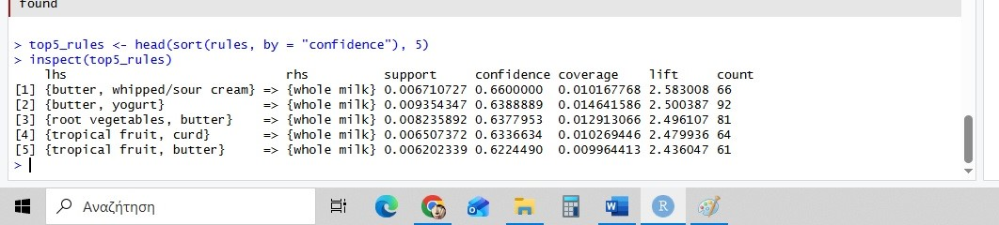 found
> top5_rules <- head(sort(rules, by = "confidence"), 5)
> inspect(top5_rules)
lhs rhs support confidence coverage lift count
[1] {butter, whipped/sour cream} => {whole milk} 0.006710727 0.6600000 0.010167768 2.583008 66
[2] {butter, yogurt} => {whole milk} 0.009354347 0.6388889 0.014641586 2.500387 92
[3] {root vegetables, butter} => {whole milk} 0.008235892 0.6377953 0.012913066 2.496107 81
[4] {tropical fruit, curd} => {whole milk} 0.006507372 0.6336634 0.010269446 2.479936 64
[5] {tropical fruit, butter} => {whole milk} 0.006202339 0.6224490 0.009964413 2.436047 61
>
Αναζήτηση
W
R